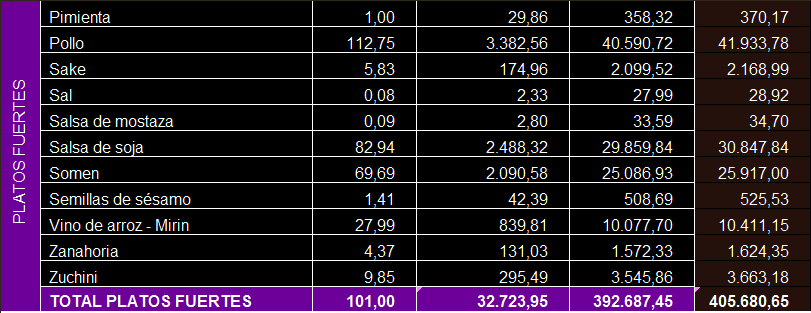 PLATOS FUERTES
Pimienta 1,00 29,86 358,32 370,17
Pollo 112,75 3.382,56 40.590,72 41.933,78
Sake 5,83 174,96 2.099,52 2.168,99
Sal 0,08 2,33 27,99 28,92
Salsa de mostaza 0,09 2,80 33,59 34,70
Salsa de soja 82,94 2.488,32 29.859,84 30.847,84
Somen 69,69 2.090,58 25.086,93 25.917,00
Semillas de sésamo 1,41 42,39 508,69 525,53
Vino de arroz - Mirin 27,99 839,81 10.077,70 10.411,15
Zanahoria 4,37 131,03 1.572,33 1.624,35
Zuchini 9,85 295,49 3.545,86 3.663,18
TOTAL PLATOS FUERTES 101,00 32.723,95 392.687,45 405.680,65